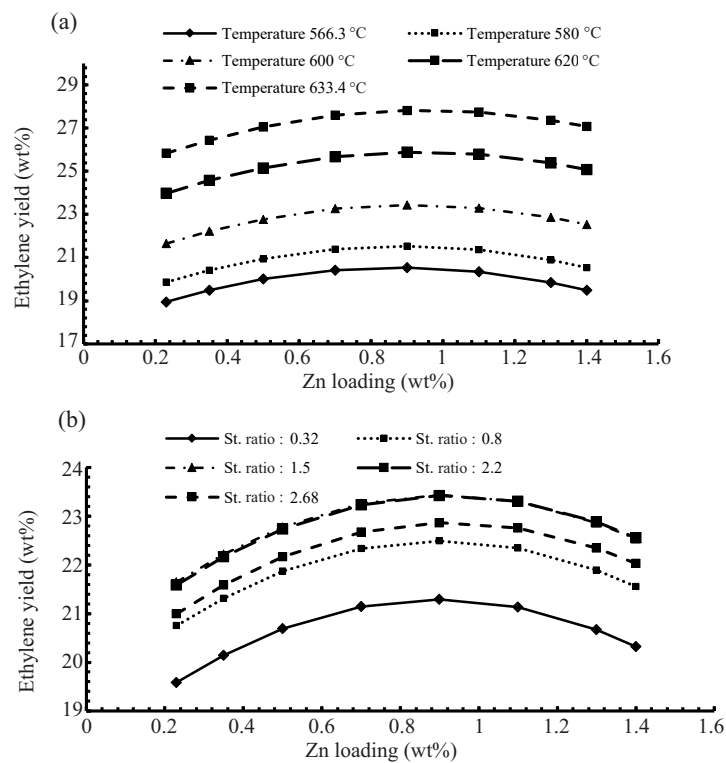 (a)
Temperature 566.3 °C
Temperature 580 °C
Temperature 600 °C
Temperature 620 °C
Temperature 633.4 °C
29
27
25
23
21
19
17
Ethylene yield (wt%)
0 0.2 0.4 0.6 0.8 1 1.2 1.4 1.6
Zn loading (wt%)
(b)
St. ratio : 0.32
St. ratio : 0.8
St. ratio : 1.5
St. ratio : 2.2
St. ratio : 2.68
24
23
22
21
20
19
Ethylene yield (wt%)
0 0.2 0.4 0.6 0.8 1 1.2 1.4 1.6
Zn loading (wt%)